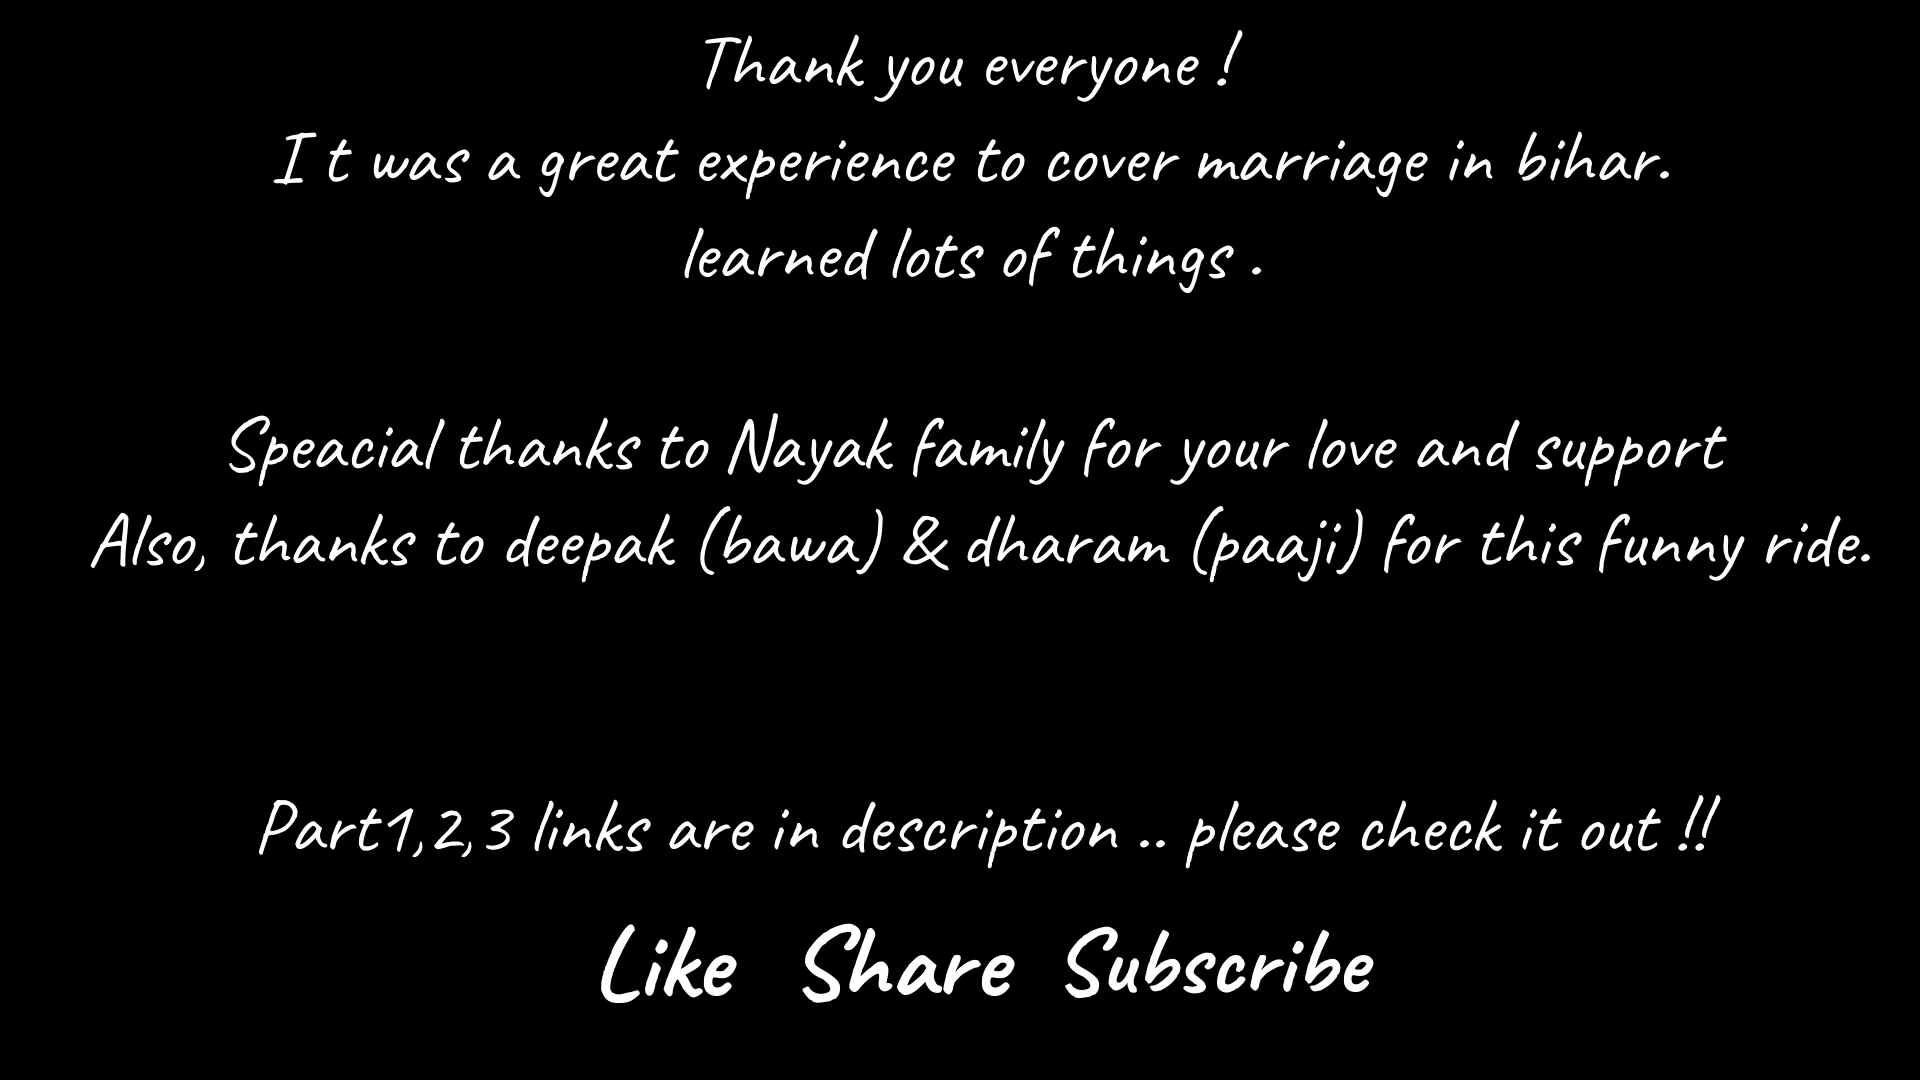 Thank you everyone !
I t was a great experience to cover marriage in bihar.
learned lots of things .
Speacial thanks to Nayak family for your love and support
Also, thanks to deepak (bawa) & dharam (paaji) for this funny ride.
Part1,2,3 links are in description .. please check it out !!
Like Share Subscribe